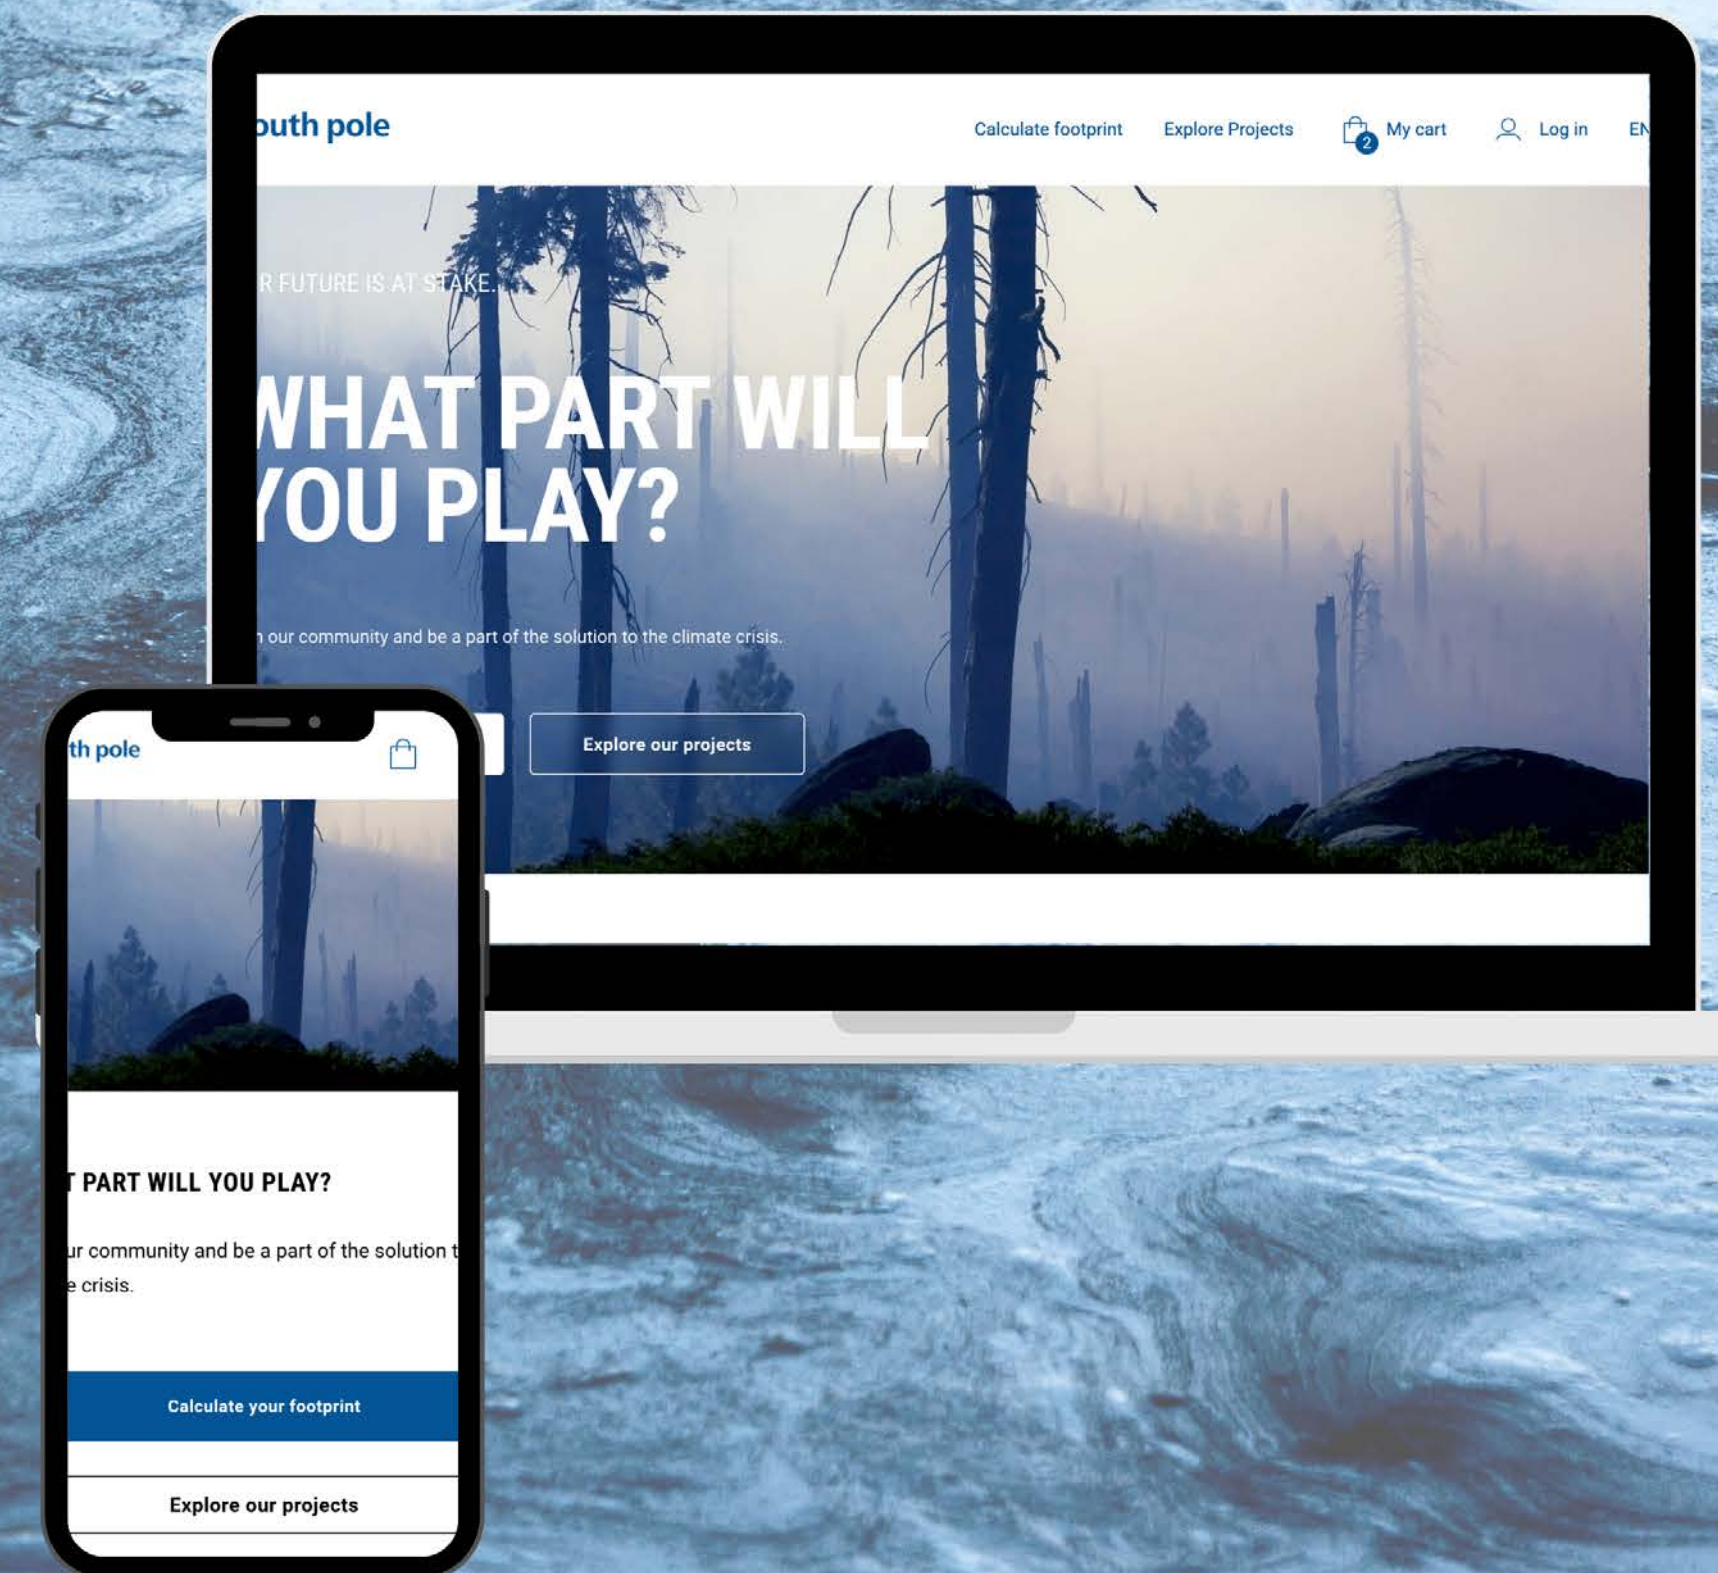 outh pole
Calculate footprint Explore Projects 2 My cart Log in EN
R FUTURE IS AT STAKE.
WHAT PART WILL
YOU PLAY?
n our community and be a part of the solution to the climate crisis.
Explore our projects
th pole
T PART WILL YOU PLAY?
ur community and be a part of the solution t
e crisis.
Calculate your footprint
Explore our projects